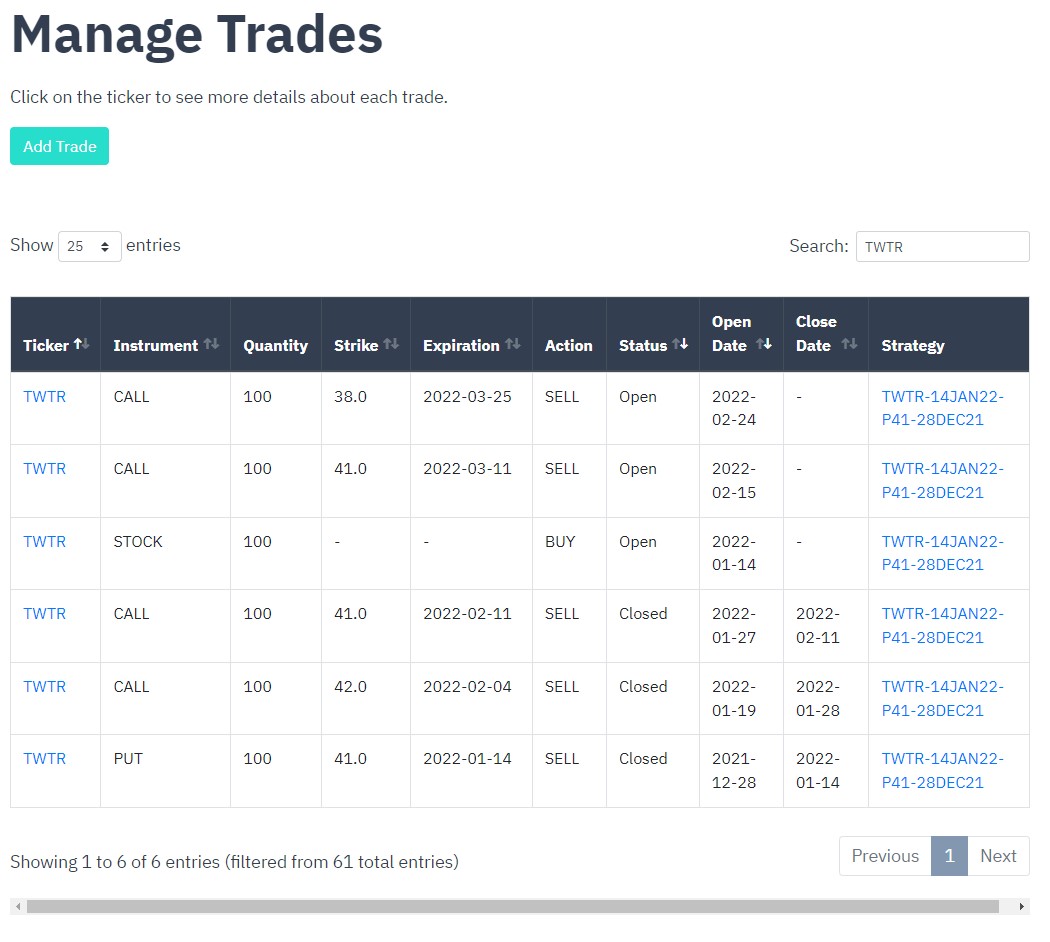 Manage Trades
Click on the ticker to see more details about each trade.
Add Trade
Show 25 entries
Search: TWTR
Ticker Instrument Quantity Strike Expiration Action Status Open Date Close Date Strategy
TWTR CALL 100 38.0 2022-03-25 SELL Open 2022-02-24 - TWTR-14JAN22-P41-28DEC21
TWTR CALL 100 41.0 2022-03-11 SELL Open 2022-02-15 - TWTR-14JAN22-P41-28DEC21
TWTR STOCK 100 - - BUY Open 2022-01-14 - TWTR-14JAN22-P41-28DEC21
TWTR CALL 100 41.0 2022-02-11 SELL Closed 2022-01-27 2022-02-11 TWTR-14JAN22-P41-28DEC21
TWTR CALL 100 42.0 2022-02-04 SELL Closed 2022-01-19 2022-01-28 TWTR-14JAN22-P41-28DEC21
TWTR PUT 100 41.0 2022-01-14 SELL Closed 2021-12-28 2022-01-14 TWTR-14JAN22-P41-28DEC21
Showing 1 to 6 of 6 entries (filtered from 61 total entries)
Previous 1 Next